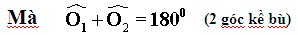 Mà $\widehat{O_1} + \widehat{O_2} = 180^0$ (2 góc kề bù)